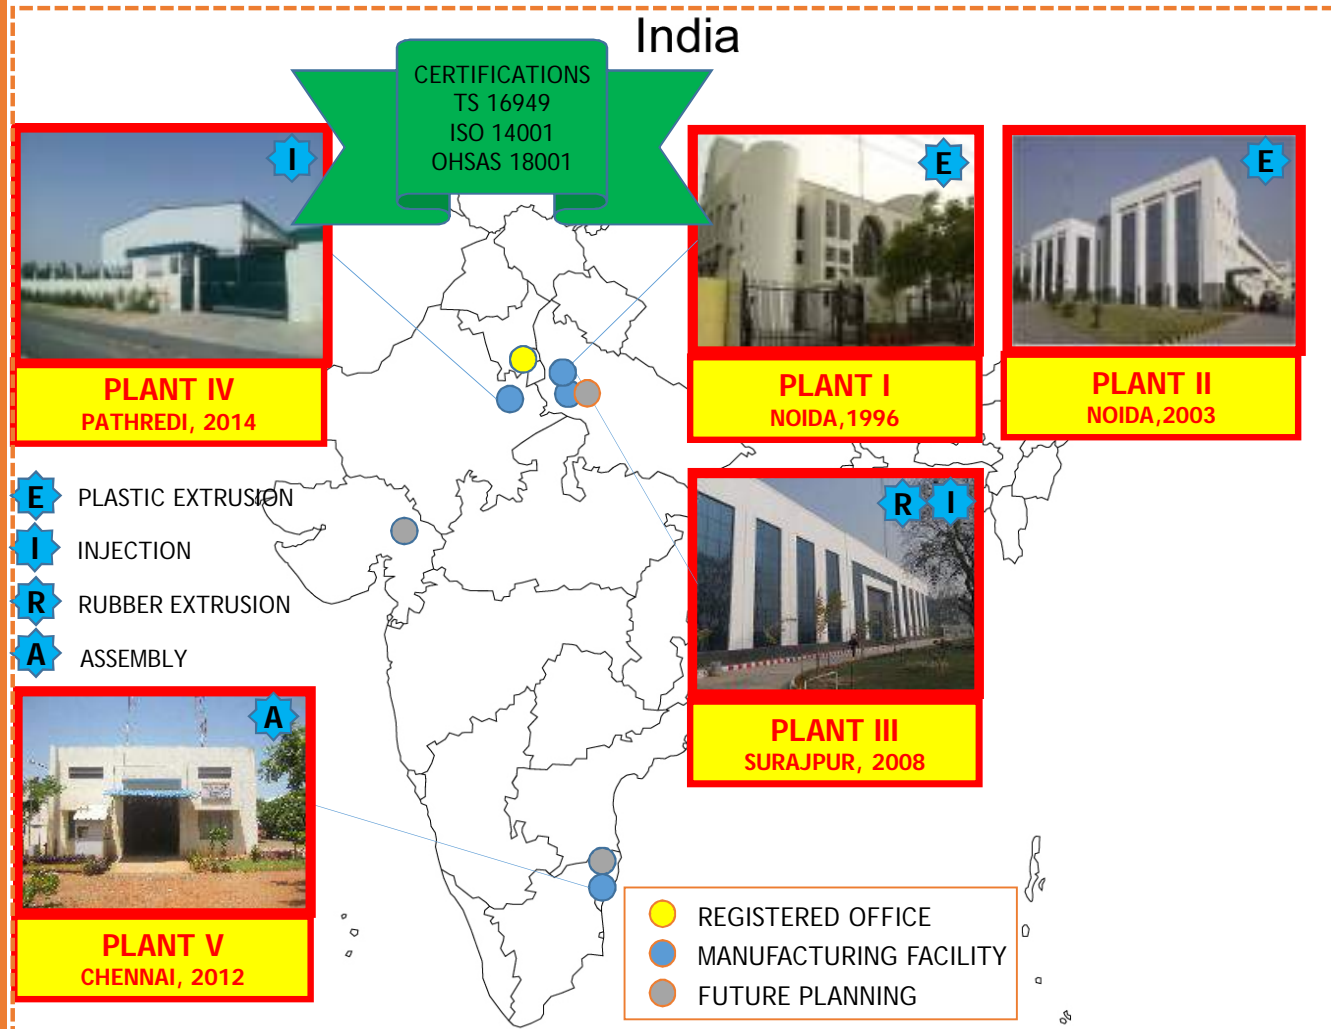 India
CERTIFICATIONS
TS 16949
ISO 14001
OHSAS 18001
I
PLANT IV
PATHREDI, 2014
E
PLANT I
NOIDA,1996
E
PLANT II
NOIDA,2003
E PLASTIC EXTRUSION
I INJECTION
R RUBBER EXTRUSION
A ASSEMBLY
R I
PLANT III
SURAJPUR, 2008
A
PLANT V
CHENNAI, 2012
REGISTERED OFFICE
MANUFACTURING FACILITY
FUTURE PLANNING